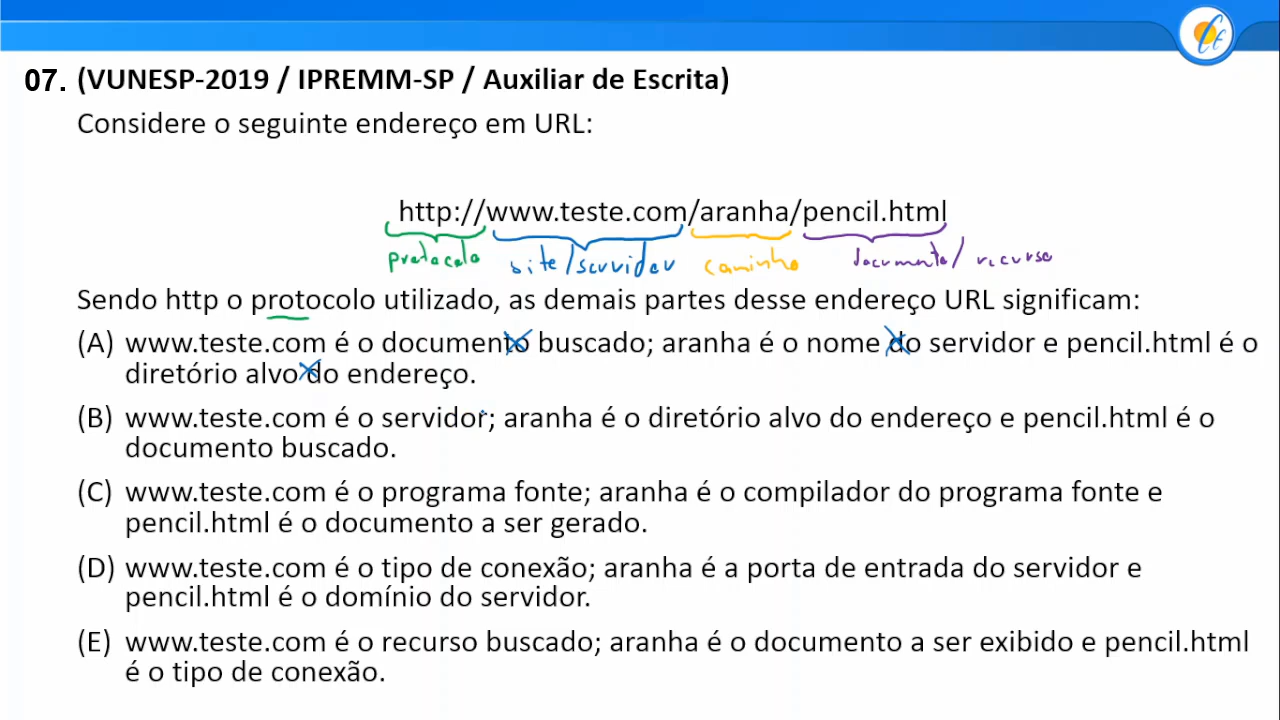 07. (VUNESP-2019 / IPREMM-SP / Auxiliar de Escrita)
Considere o seguinte endereço em URL:
http://www.teste.com/aranha/pencil.html
protocolo site/servidor caminho documento/recurso
Sendo http o protocolo utilizado, as demais partes desse endereço URL significam:
(A) www.teste.com é o documento buscado; aranha é o nome do servidor e pencil.html é o
diretório alvo do endereço.
(B) www.teste.com é o servidor; aranha é o diretório alvo do endereço e pencil.html é o
documento buscado.
(C) www.teste.com é o programa fonte; aranha é o compilador do programa fonte e
pencil.html é o documento a ser gerado.
(D) www.teste.com é o tipo de conexão; aranha é a porta de entrada do servidor e
pencil.html é o domínio do servidor.
(E) www.teste.com é o recurso buscado; aranha é o documento a ser exibido e pencil.html
é o tipo de conexão.